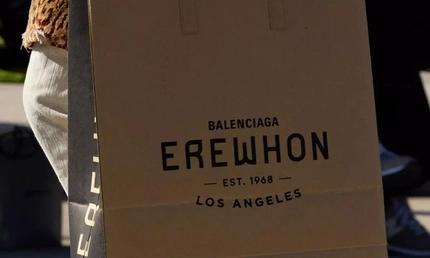 BALENCIAGA
EREWHON
EST. 1968
LOS ANGELES